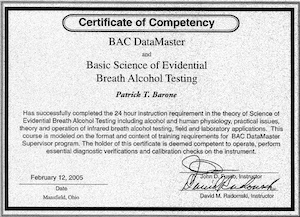 Certificate of Competency
BAC DataMaster
and
Basic Science of Evidential
Breath Alcohol Testing
Patrick T. Barone
Has successfully completed the 24 hour instruction requirement in the theory of Science of
Evidential Breath Alcohol Testing including alcohol and human physiology, practical issues,
theory and operation of infrared breath alcohol testing, field and laboratory applications. This
course is modeled on the format and content of training requirements for BAC DataMaster
Supervisor program. The holder of this certificate is deemed competent to operate, perform
essential diagnostic verifications and calibration checks on the instrument.
February 12, 2005
John D. Fusco, Instructor
Date
David M. Radomski, Instructor
Mansfield, Ohio